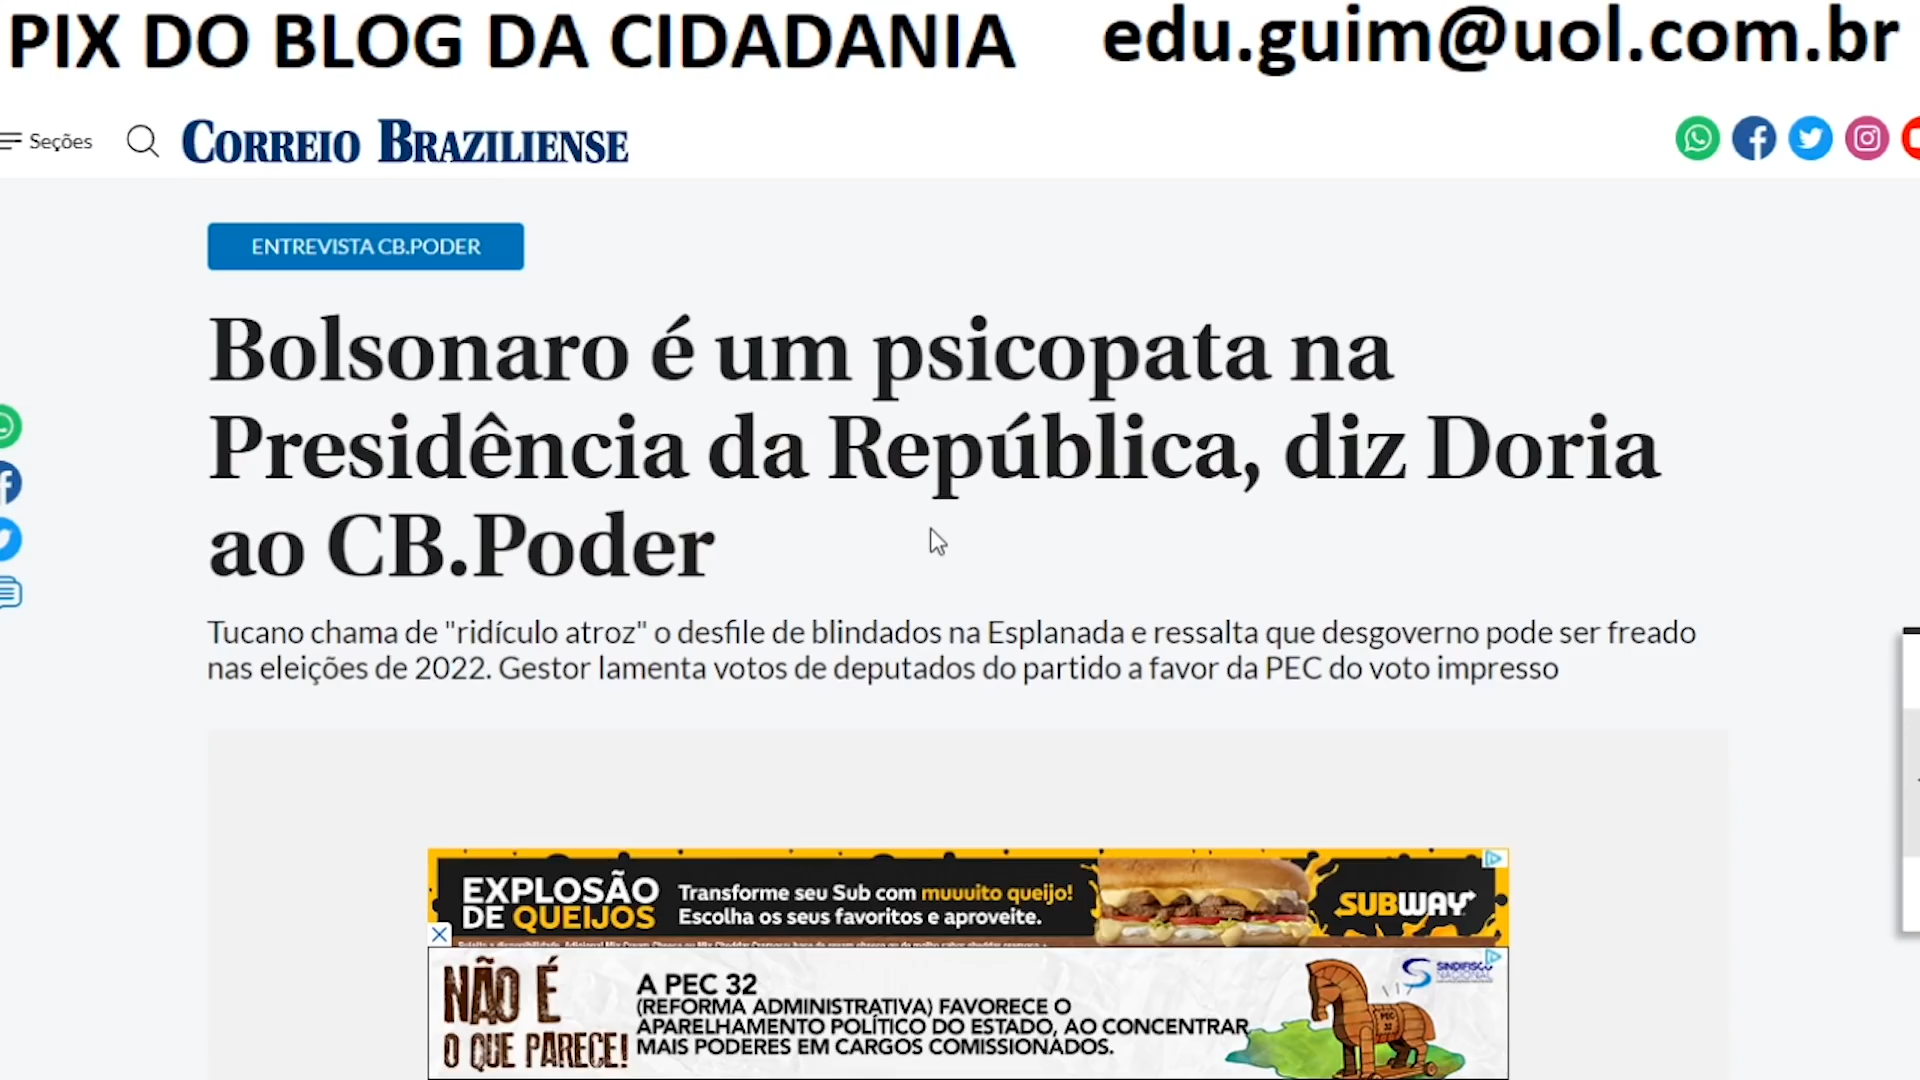 PIX DO BLOG DA CIDADANIA edu.guim@uol.com.br
Seções CORREIO BRAZILIENSE
ENTREVISTA CB.PODER
Bolsonaro é um psicopata na
Presidência da República, diz Doria
ao CB.Poder
Tucano chama de "ridículo atroz" o desfile de blindados na Esplanada e ressalta que desgoverno pode ser freado
nas eleições de 2022. Gestor lamenta votos de deputados do partido a favor da PEC do voto impresso
EXPLOSÃO
DE QUEIJOS
Transforme seu Sub com muuuito queijo!
Escolha os seus favoritos e aproveite.
SUBWAY
NÃO É
O QUE PARECE!
A PEC 32
(REFORMA ADMINISTRATIVA) FAVORECE O
APARELHAMENTO POLÍTICO DO ESTADO, AO CONCENTRAR
MAIS PODERES EM CARGOS COMISSIONADOS.
PEC
32
SINDIFISCO
NACIONAL